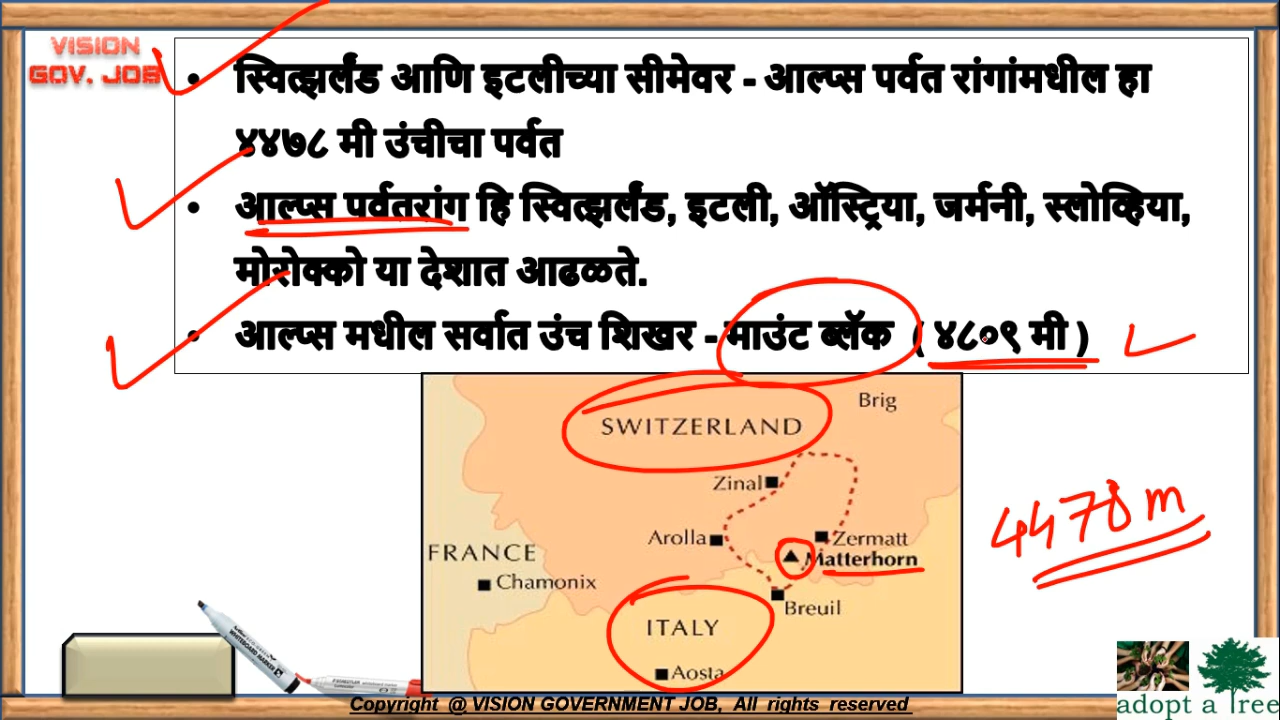 VISION
GOV. JOB
• स्वित्झर्लंड आणि इटलीच्या सीमेवर - आल्प्स पर्वत रांगांमधील हा
४४७८ मी उंचीचा पर्वत
• आल्प्स पर्वतरांग हि स्वित्झर्लंड, इटली, ऑस्ट्रिया, जर्मनी, स्लोव्हिया,
मोरोक्को या देशात आढळते.
• आल्प्स मधील सर्वात उंच शिखर - माउंट ब्लॅक ( ४८०९ मी )
Brig
SWITZERLAND
Zinal
Arolla
Zermatt
FRANCE
Matterhorn
Chamonix
Breuil
ITALY
Aosta
4478 m
Copyright @ VISION GOVERNMENT JOB, All rights reserved
adopt a Tree